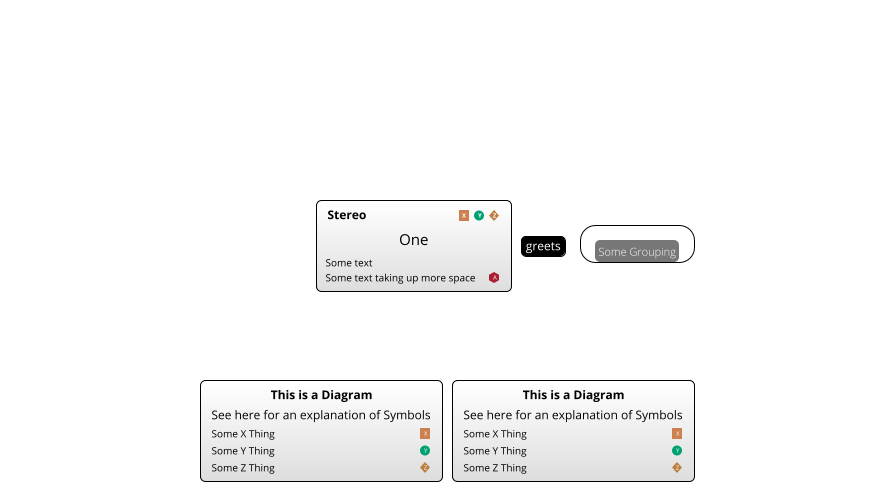 Stereo X Y Z
One
Some text
Some text taking up more space A
greets
Some Grouping
This is a Diagram
See here for an explanation of Symbols
Some X Thing X
Some Y Thing Y
Some Z Thing Z
This is a Diagram
See here for an explanation of Symbols
Some X Thing X
Some Y Thing Y
Some Z Thing Z